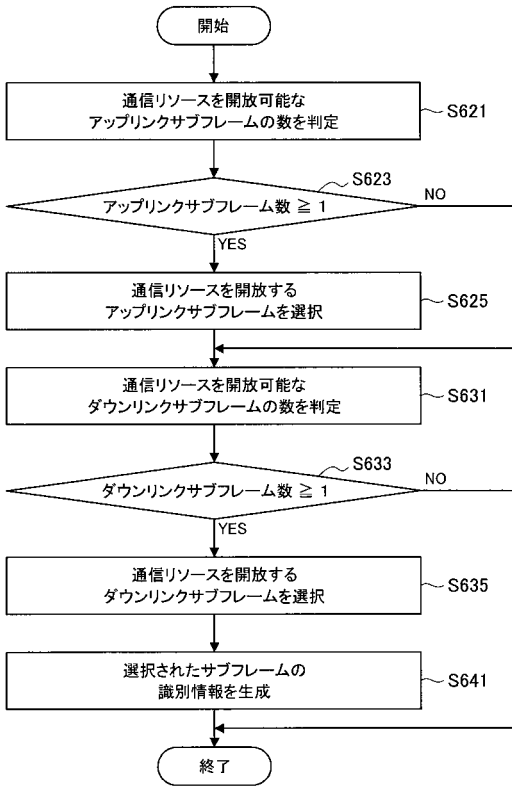 開始
通信リソースを開放可能な
アップリンクサブフレームの数を判定
S621
アップリンクサブフレーム数 ≧ 1
S623
NO
YES
通信リソースを開放する
アップリンクサブフレームを選択
S625
通信リソースを開放可能な
ダウンリンクサブフレームの数を判定
S631
ダウンリンクサブフレーム数 ≧ 1
S633
NO
YES
通信リソースを開放する
ダウンリンクサブフレームを選択
S635
選択されたサブフレームの
識別情報を生成
S641
終了